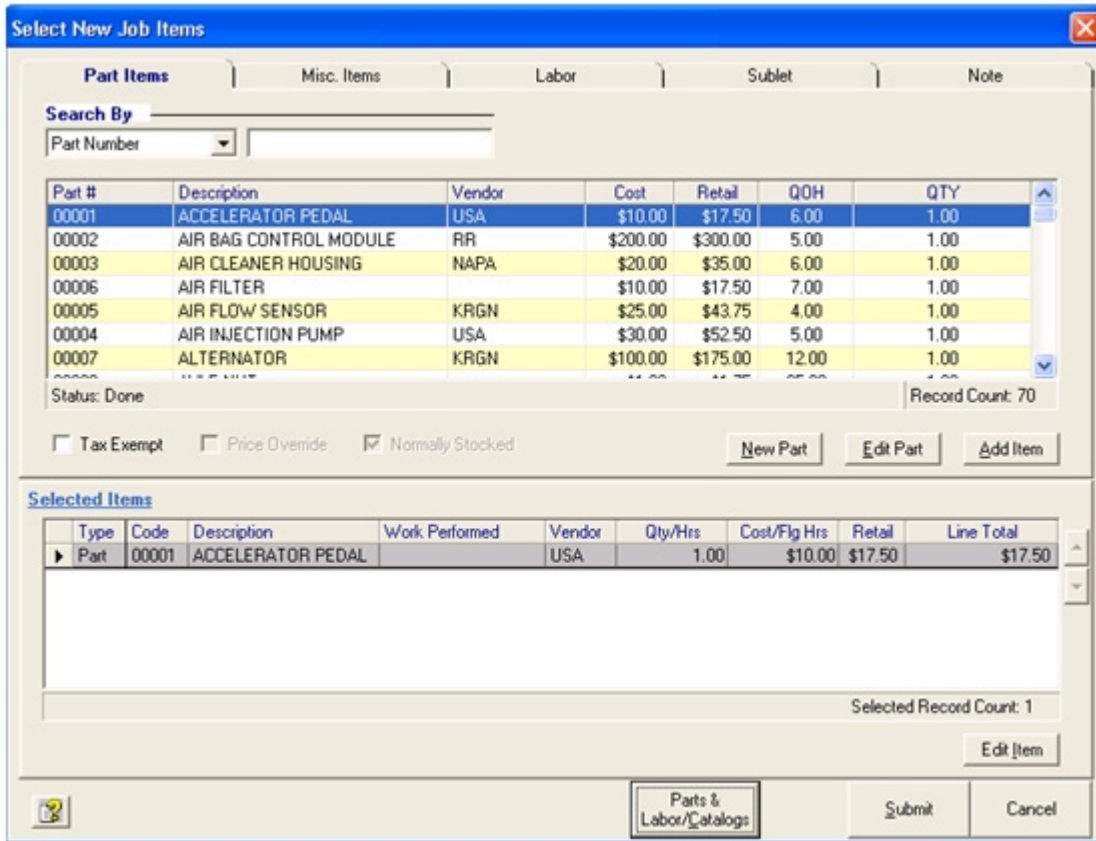 Select New Job Items
Part Items Misc. Items Labor Sublet Note
Search By
Part Number
Part # Description Vendor Cost Retail QOH QTY
00001 ACCELERATOR PEDAL USA $10.00 $17.50 6.00 1.00
00002 AIR BAG CONTROL MODULE RR $200.00 $300.00 5.00 1.00
00003 AIR CLEANER HOUSING NAPA $20.00 $35.00 6.00 1.00
00006 AIR FILTER $10.00 $17.50 7.00 1.00
00005 AIR FLOW SENSOR KRGN $25.00 $43.75 4.00 1.00
00004 AIR INJECTION PUMP USA $30.00 $52.50 5.00 1.00
00007 ALTERNATOR KRGN $100.00 $175.00 12.00 1.00
Status: Done Record Count: 70
Tax Exempt Price Override Normally Stocked New Part Edit Part Add Item
Selected Items
Type Code Description Work Performed Vendor Qty/Hrs Cost/Flg Hrs Retail Line Total
Part 00001 ACCELERATOR PEDAL USA 1.00 $10.00 $17.50 $17.50
Selected Record Count: 1
Edit Item
Parts &
Labor/Catalogs Submit Cancel